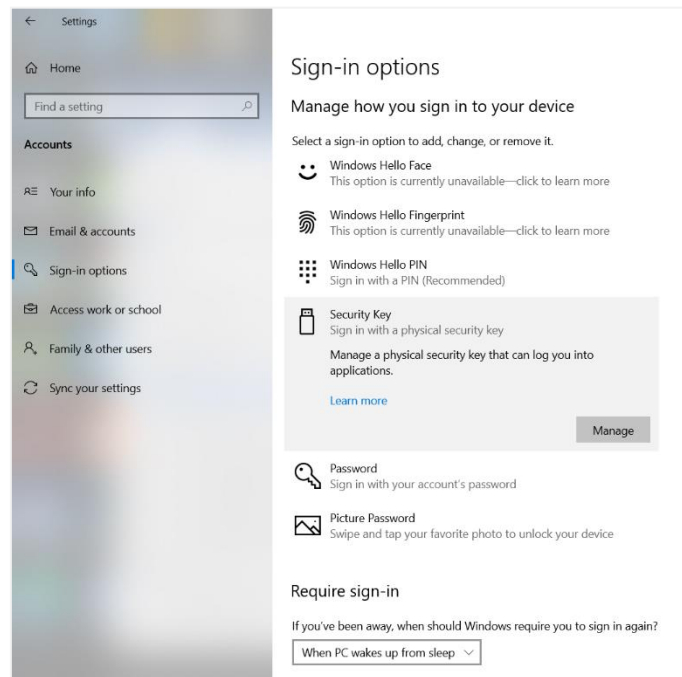 Settings
Home
Find a setting
Accounts
Your info
Email & accounts
Sign-in options
Access work or school
Family & other users
Sync your settings
Sign-in options
Manage how you sign in to your device
Select a sign-in option to add, change, or remove it.
Windows Hello Face
This option is currently unavailable—click to learn more
Windows Hello Fingerprint
This option is currently unavailable—click to learn more
Windows Hello PIN
Sign in with a PIN (Recommended)
Security Key
Sign in with a physical security key
Manage a physical security key that can log you into
applications.
Learn more
Manage
Password
Sign in with your account's password
Picture Password
Swipe and tap your favorite photo to unlock your device
Require sign-in
If you've been away, when should Windows require you to sign in again?
When PC wakes up from sleep